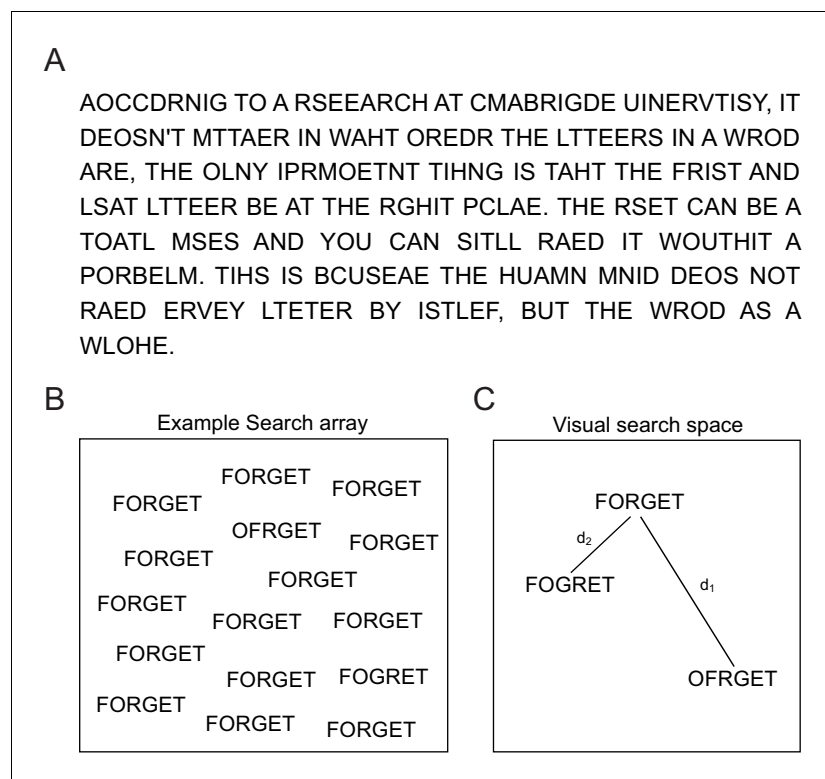 A
AOCCDRNIG TO A RSEEARCH AT CMABRIGDE UINERVTISY, IT
DEOSN'T MTTAER IN WAHT OREDR THE LTTEERS IN A WROD
ARE, THE OLNY IPRMOETNT TIHNG IS TAHT THE FRIST AND
LSAT LTTEER BE AT THE RGHIT PCLAE. THE RSET CAN BE A
TOATL MSES AND YOU CAN SITLL RAED IT WOUTHIT A
PORBELM. TIHS IS BCUSEAE THE HUAMN MNID DEOS NOT
RAED ERVEY LTETER BY ISTLEF, BUT THE WROD AS A
WLOHE.
B
Example Search array
FORGET
FORGET
FORGET
OFRGET
FORGET
FORGET
FORGET
FORGET
FORGET
FORGET
FORGET
FORGET
FOGRET
FORGET
FORGET
FORGET
C
Visual search space
FORGET
d2
FOGRET
d1
OFRGET